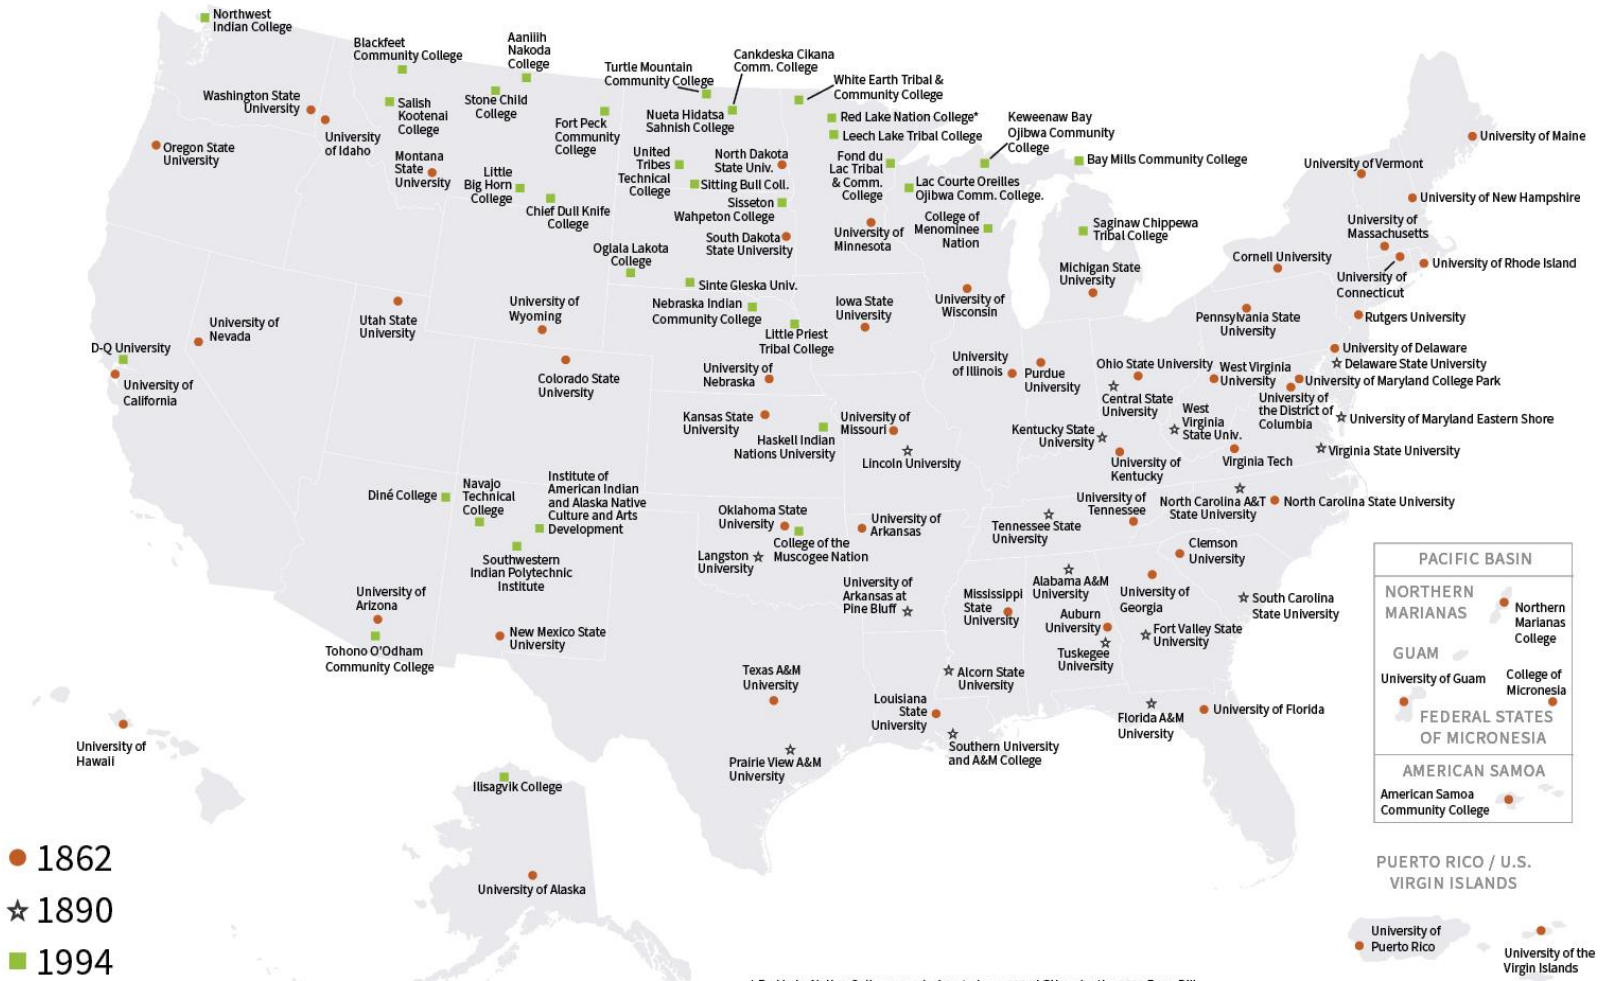 Northwest
Indian College
Blackfeet
Community College
Aaniiih
Nakoda
College
Turtle Mountain
Community College
Cankdeska Cikana
Comm. College
White Earth Tribal &
Community College
Washington State
University
Salish
Kootenai
College
Stone Child
College
Fort Peck
Community
College
Nueta Hidatsa
Sahnish College
Red Lake Nation College*
Leech Lake Tribal College
Keweenaw Bay
Ojibwa Community
College
University of Maine
Oregon State
University
University
of Idaho
Montana
State
University
Little
Big Horn
College
Chief Dull Knife
College
United
Tribes
Technical
College
North Dakota
State Univ.
Sitting Bull Coll.
Sisseton
Wahpeton College
Fond du
Lac Tribal
& Comm.
College
Lac Courte Oreilles
Ojibwa Comm. College.
Bay Mills Community College
University of Vermont
University of New Hampshire
University of
Massachusetts
South Dakota
State University
University of
Minnesota
College of
Menominee
Nation
Saginaw Chippewa
Tribal College
Oglala Lakota
College
Sinte Gleska Univ.
Michigan State
University
Cornell University
University of Rhode Island
University of
Connecticut
University of
Nevada
Utah State
University
University of
Wyoming
Nebraska Indian
Community College
Little Priest
Tribal College
Iowa State
University
University of
Wisconsin
Pennsylvania State
University
Rutgers University
D-Q University
University of
California
Colorado State
University
University of
Nebraska
University
of Illinois
Purdue
University
Ohio State University
West Virginia
University
University of Delaware
Delaware State University
University of Maryland College Park
Central State
University
West
Virginia
State Univ.
University of
the District of
Columbia
University of Maryland Eastern Shore
Kansas State
University
Haskell Indian
Nations University
University of
Missouri
Lincoln University
Kentucky State
University
University of
Kentucky
Virginia Tech
Virginia State University
Diné College
Navajo
Technical
College
Institute of
American Indian
and Alaska Native
Culture and Arts
Development
Southwestern
Indian Polytechnic
Institute
Oklahoma State
University
College of the
Muscogee Nation
Langston
University
University of
Arkansas
University of
Arkansas at
Pine Bluff
Tennessee State
University
University of
Tennessee
North Carolina A&T
State University
North Carolina State University
Clemson
University
University of
Arizona
Tohono O'Odham
Community College
New Mexico State
University
Mississippi
State
University
Alabama A&M
University
Auburn
University
Tuskegee
University
University of
Georgia
Fort Valley State
University
South Carolina
State University
Texas A&M
University
Prairie View A&M
University
Louisiana
State
University
Alcorn State
University
Southern University
and A&M College
Florida A&M
University
University of Florida
University of
Hawaii
Ilisagvik College
University of Alaska
PACIFIC BASIN
NORTHERN
MARIANAS
Northern
Marianas
College
GUAM
University of Guam
College of
Micronesia
FEDERAL STATES
OF MICRONESIA
AMERICAN SAMOA
American Samoa
Community College
PUERTO RICO / U.S.
VIRGIN ISLANDS
University of
Puerto Rico
University of the
Virgin Islands
1862
1890
1994